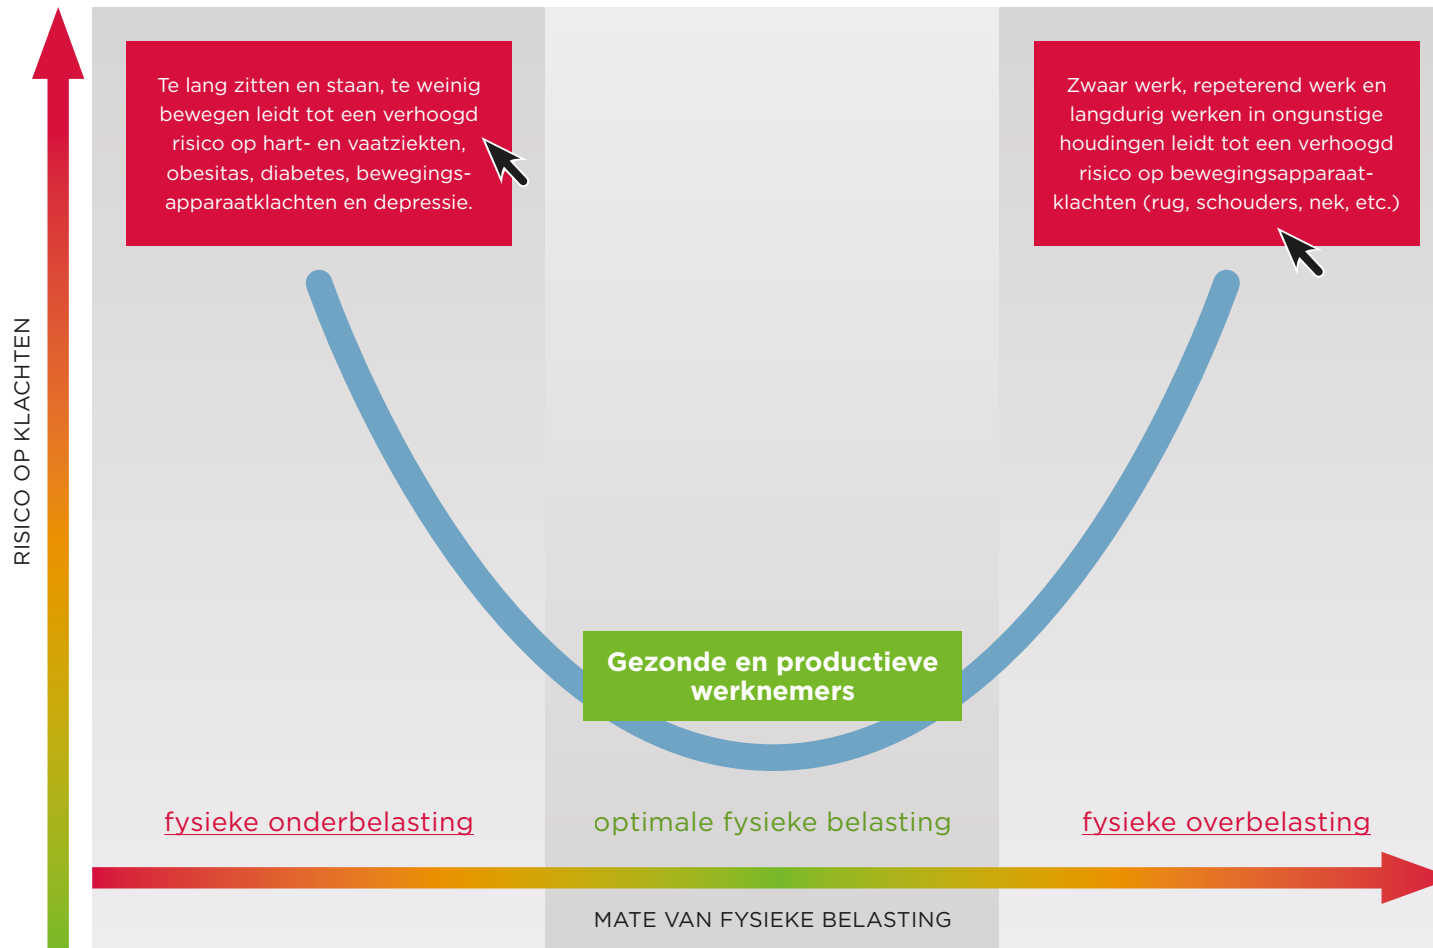 Te lang zitten en staan, te weinig
bewegen leidt tot een verhoogd
risico op hart- en vaatziekten,
obesitas, diabetes, bewegings-
apparaatklachten en depressie.
Zwaar werk, repeterend werk en
langdurig werken in ongunstige
houdingen leidt tot een verhoogd
risico op bewegingsapparaat-
klachten (rug, schouders, nek, etc.)
RISICO OP KLACHTEN
Gezonde en productieve
werknemers
fysieke onderbelasting
optimale fysieke belasting
fysieke overbelasting
MATE VAN FYSIEKE BELASTING